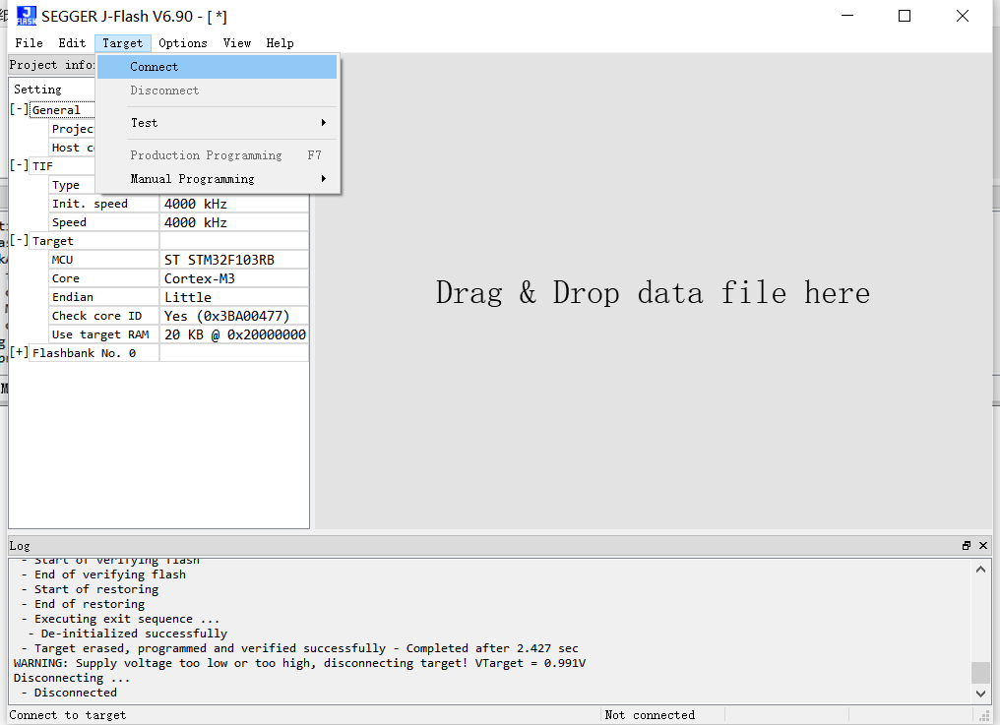 SEGGER J-Flash V6.90 - [ *]
File Edit Target Options View Help
Project infor
Connect
Disconnect
Test
Production Programming F7
Manual Programming
Setting
[-] General
Project
Host co
[-] TIF
Type
Init. speed 4000 kHz
Speed 4000 kHz
[-] Target
MCU ST STM32F103RB
Core Cortex-M3
Endian Little
Check core ID Yes (0x3BA00477)
Use target RAM 20 KB @ 0x20000000
[+] Flashbank No. 0
Drag & Drop data file here
Log
- Start of verifying flash
- End of verifying flash
- Start of restoring
- End of restoring
- Executing exit sequence ...
- De-initialized successfully
- Target erased, programmed and verified successfully - Completed after 2.427 sec
WARNING: Supply voltage too low or too high, disconnecting target! VTarget = 0.991V
Disconnecting ...
- Disconnected
Connect to target Not connected